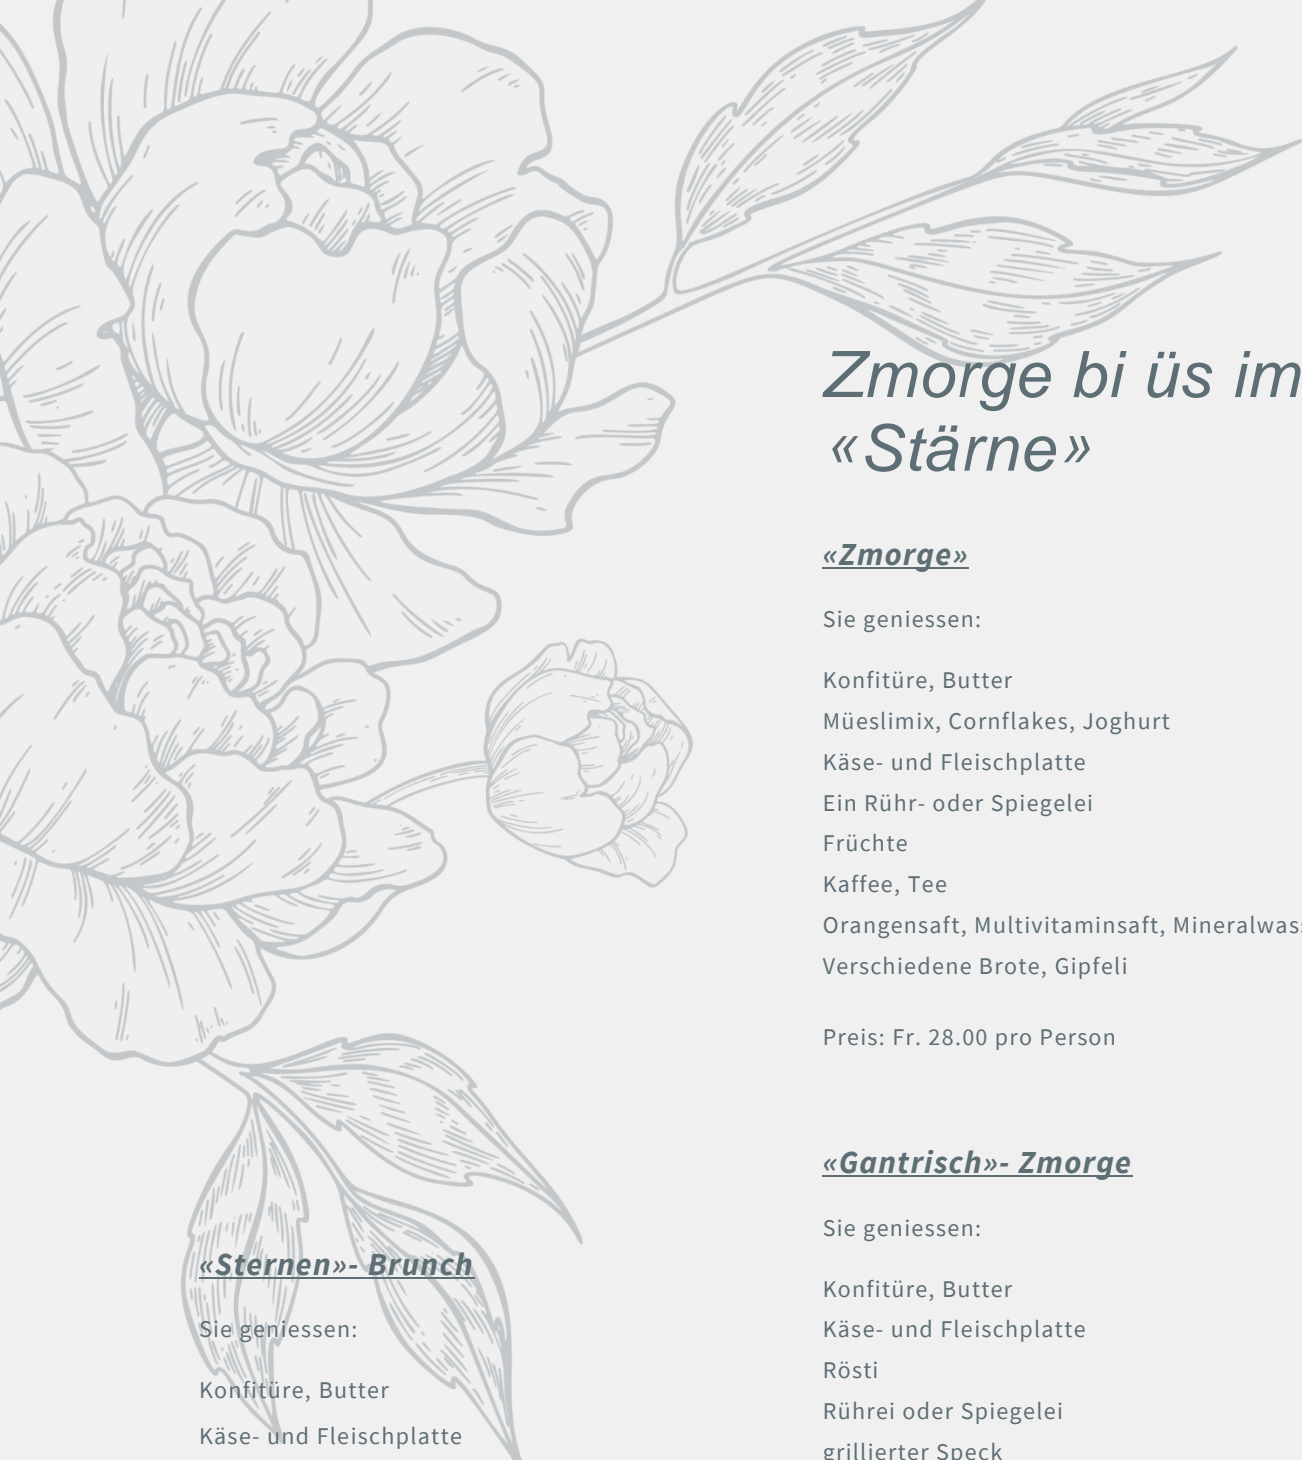 Zmorge bi üs im
«Stärne»
«Zmorge»
Sie geniessen:
Konfitüre, Butter
Müeslimix, Cornflakes, Joghurt
Käse- und Fleischplatte
Ein Rühr- oder Spiegelei
Früchte
Kaffee, Tee
Orangensaft, Multivitaminsaft,
Verschiedene Brote, Gipfeli
Preis: Fr. 28.00 pro Person
«Gantrisch»- Zmorge
Sie geniessen:
Konfitüre, Butter
Käse- und Fleischplatte
Rösti
Rührei oder Spiegelei
grillierter Speck
«Sternen»- Brunch
Sie geniessen:
Konfitüre, Butter
Käse- und Fleischplatte